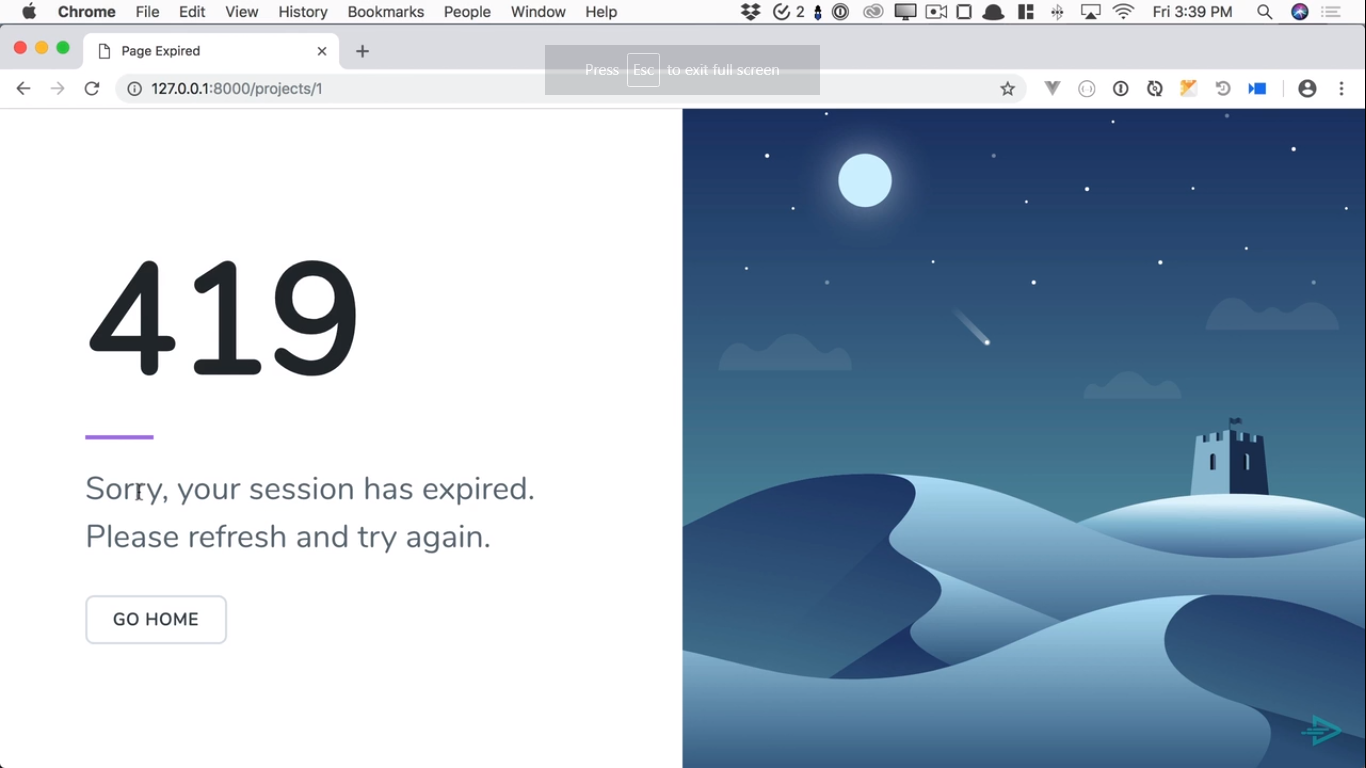 Chrome File Edit View History Bookmarks People Window Help 2 Fri 3:39 PM
Page Expired
Press Esc to exit full screen
127.0.0.1:8000/projects/1
419
Sorry, your session has expired.
Please refresh and try again.
GO HOME